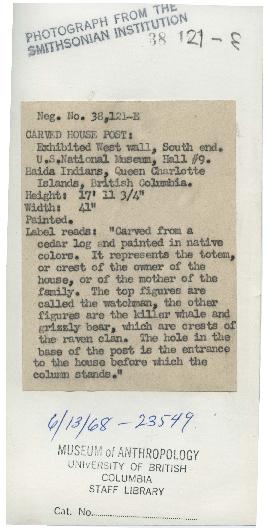 PHOTOGRAPH FROM THE
SMITHSONIAN INSTITUTION
38 121-E
Neg. No. 38,121-E
CARVED HOUSE POST:
Exhibited West wall, South end.
U.S.National Museum, Hall #9.
Haida Indians, Queen Charlotte
Islands, British Columbia.
Height: 17' 11 3/4"
Width: 41"
Painted.
Label reads: "Carved from a
cedar log and painted in native
colors. It represents the totem,
or crest of the owner of the
house, or of the mother of the
family. The top figures are
called the watchman, the other
figures are the killer whale and
grizzly bear, which are crests of
the raven clan. The hole in the
base of the post is the entrance
to the house before which the
column stands."
6/13/68 - 23549.
MUSEUM of ANTHROPOLOGY
UNIVERSITY OF BRITISH
COLUMBIA
STAFF LIBRARY
Cat. No.